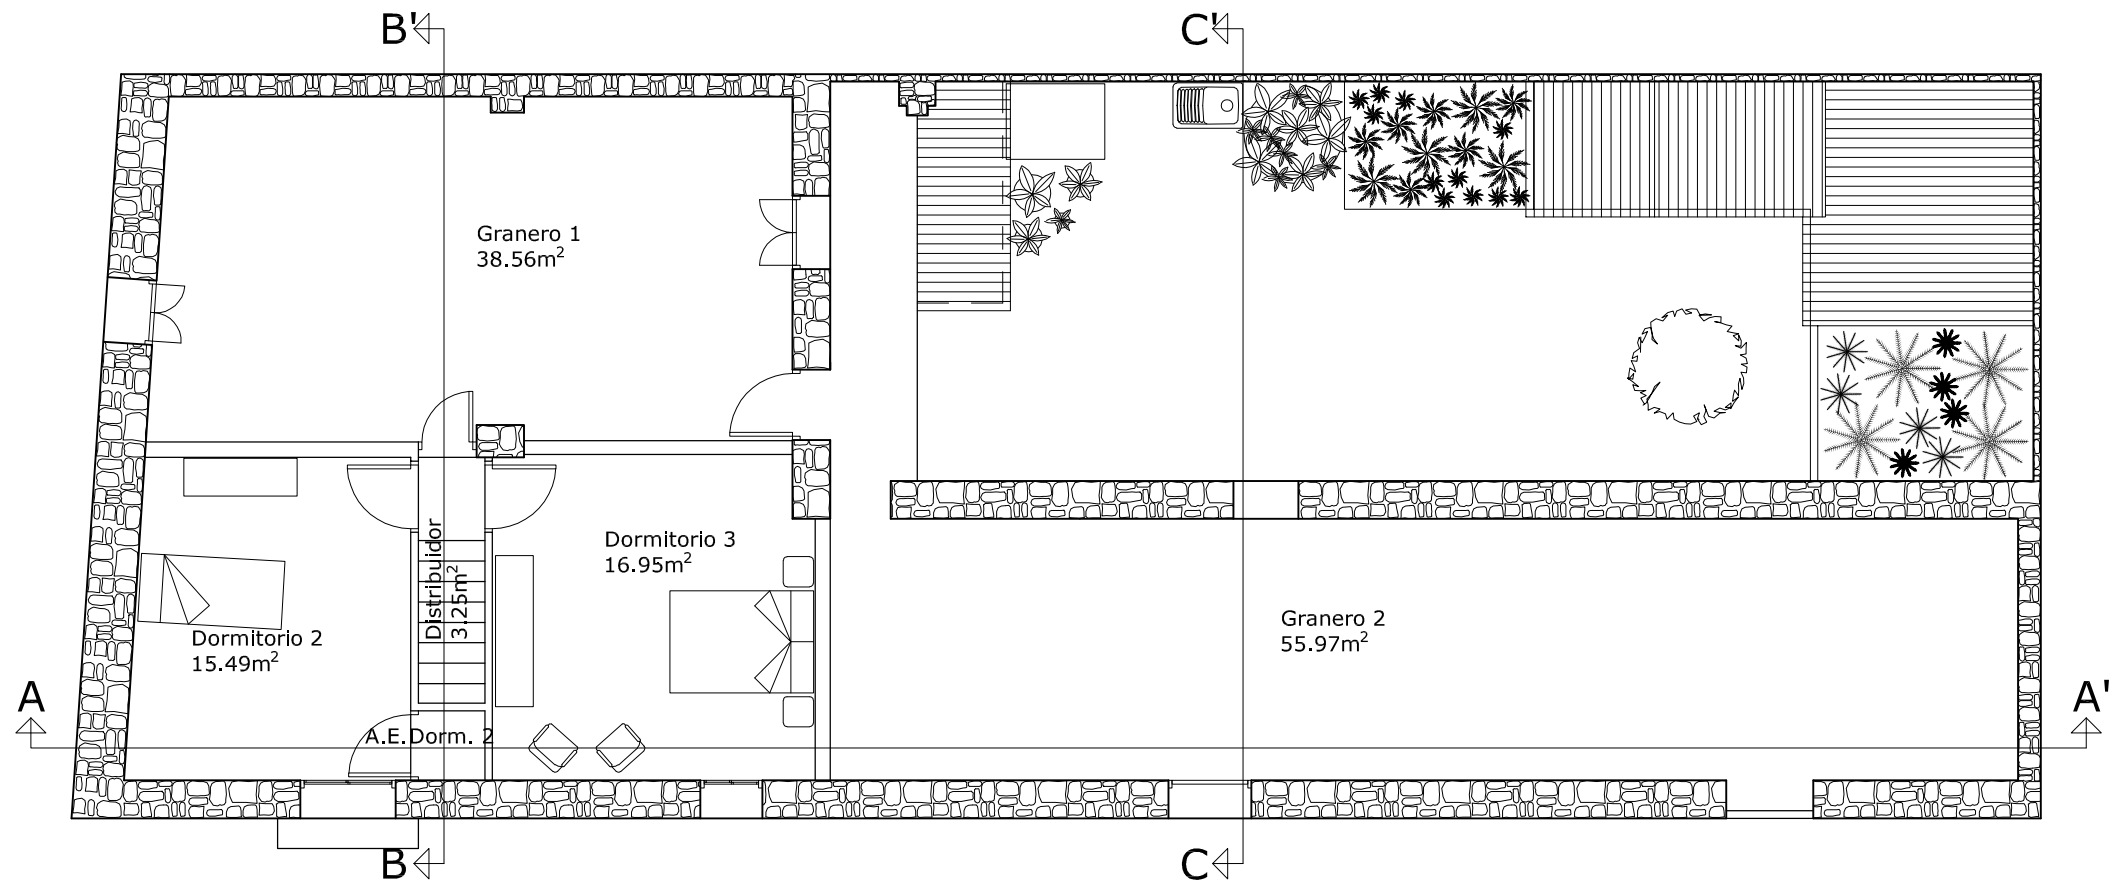 B'
C'
Granero 1
38.56m²
Dormitorio 3
16.95m²
Distribuidor
3.25m²
Granero 2
55.97m²
Dormitorio 2
15.49m²
A
A'
A.E.Dorm. 2
B
C